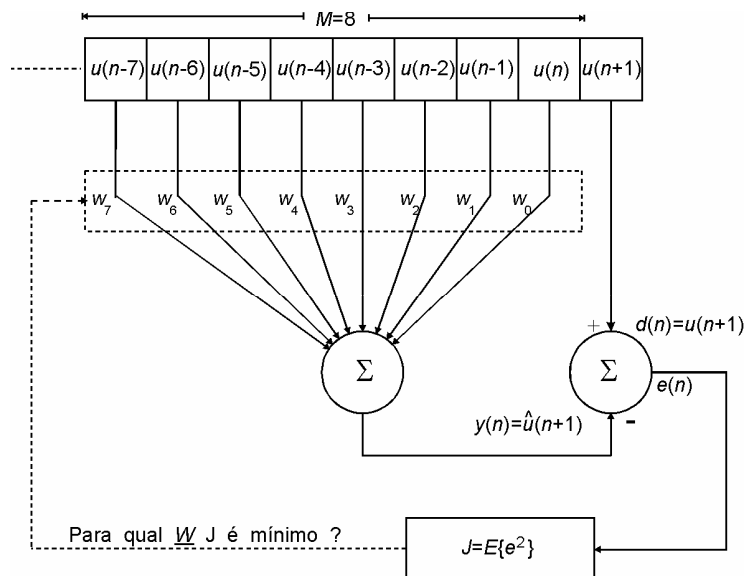 M=8
u(n-7) u(n-6) u(n-5) u(n-4) u(n-3) u(n-2) u(n-1) u(n) u(n+1)
w7 w6 w5 w4 w3 w2 w1 w0
+ d(n)=u(n+1)
Σ Σ
e(n)
y(n)=û(n+1) -
Para qual W J é mínimo ?
J=E{e²}